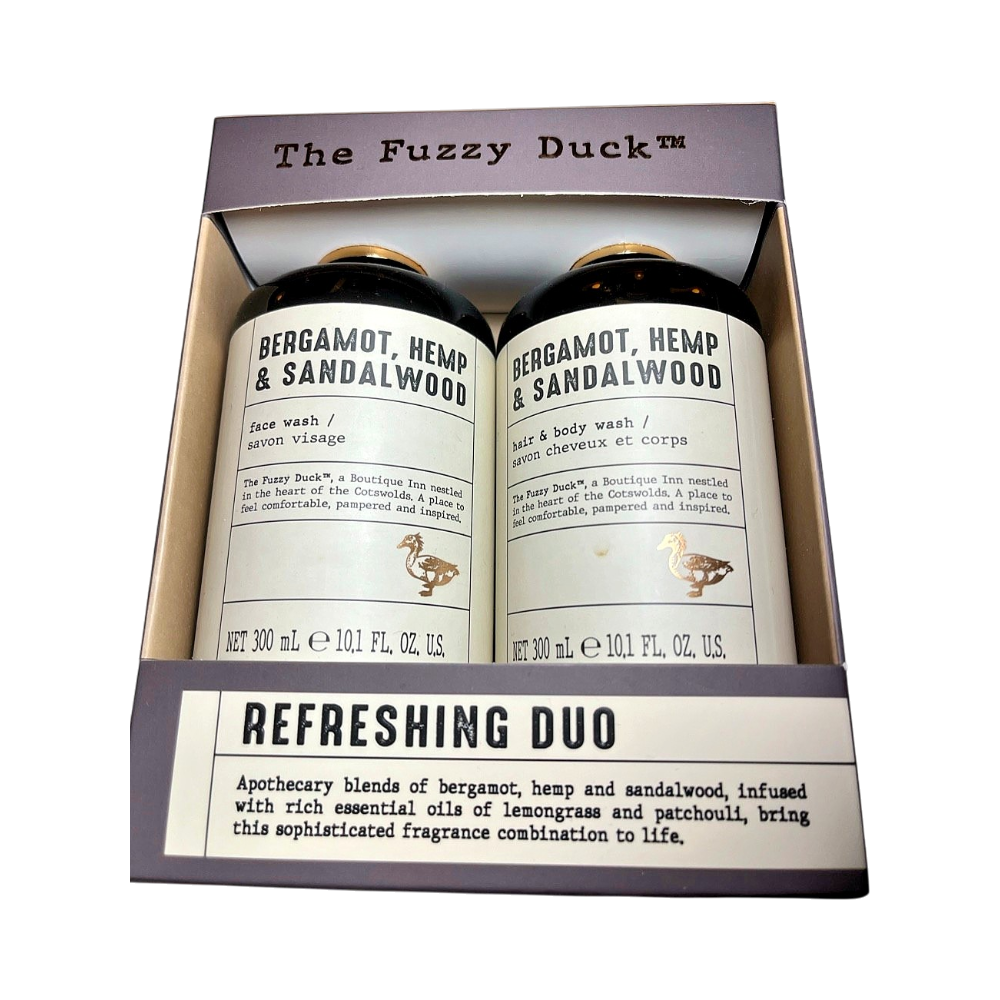 The Fuzzy Duck™
BERGAMOT, HEMP
& SANDALWOOD
face wash /
savon visage
The Fuzzy Duck™, a Boutique Inn nestled
in the heart of the Cotswolds. A place to
feel comfortable, pampered and inspired.
NET 300 mL ℮ 10.1 FL. OZ. U.S.
BERGAMOT, HEMP
& SANDALWOOD
hair & body wash /
savon cheveux et corps
The Fuzzy Duck™, a Boutique Inn nestled
in the heart of the Cotswolds. A place to
feel comfortable, pampered and inspired.
NET 300 mL ℮ 10.1 FL. OZ. U.S.
REFRESHING DUO
Apothecary blends of bergamot, hemp and sandalwood, infused
with rich essential oils of lemongrass and patchouli, bring
this sophisticated fragrance combination to life.